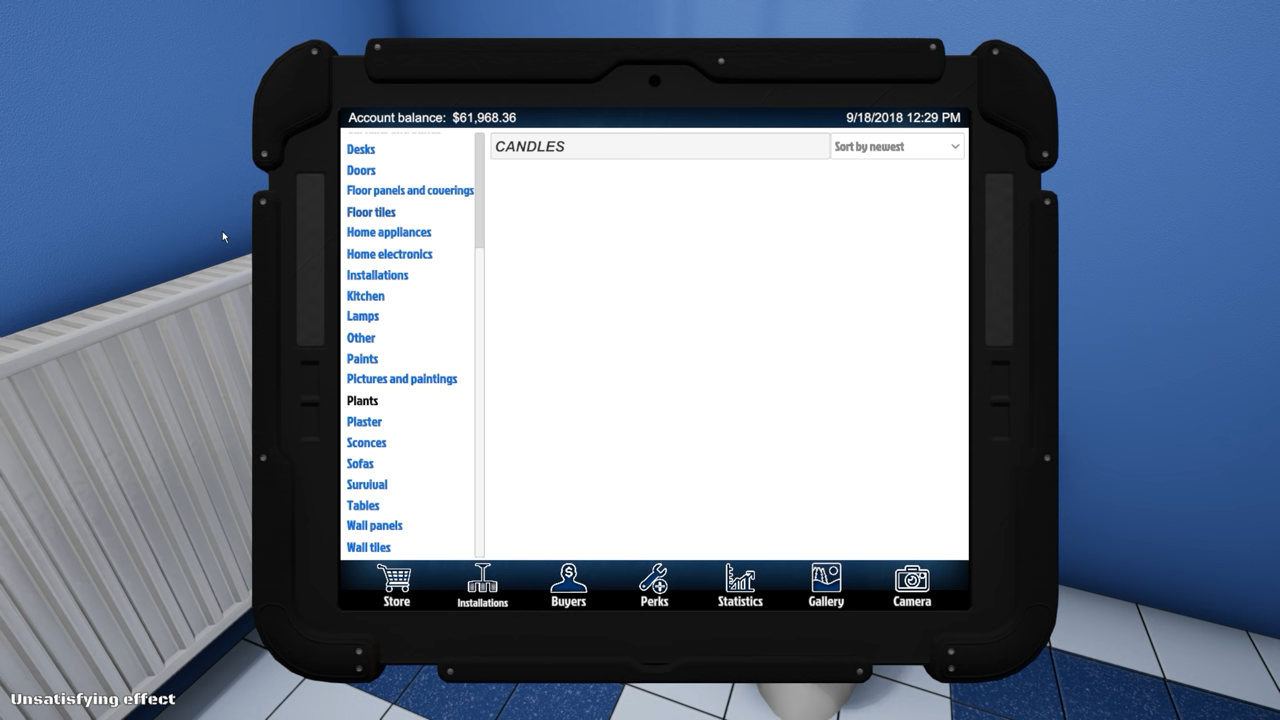 Account balance: $61,968.36
9/18/2018 12:29 PM
CANDLES
Sort by newest
Desks
Doors
Floor panels and coverings
Floor tiles
Home appliances
Home electronics
Installations
Kitchen
Lamps
Other
Paints
Pictures and paintings
Plants
Plaster
Sconces
Sofas
Survival
Tables
Wall panels
Wall tiles
Store
Installations
Buyers
Perks
Statistics
Gallery
Camera
Unsatisfying effect